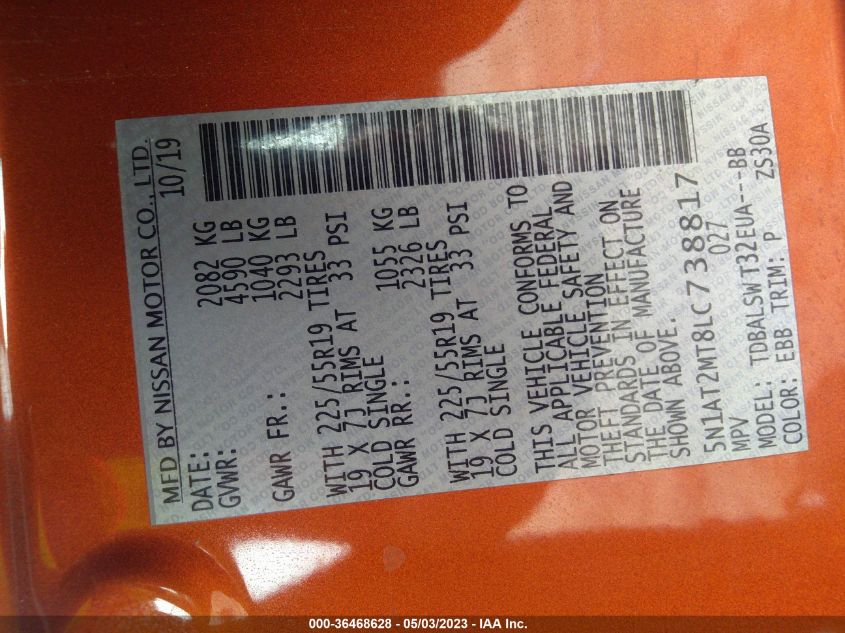 MFD BY NISSAN MOTOR CO., LTD.
DATE: 10/19
GVWR: 2082 KG
4590 LB
GAWR FR.: 1040 KG
2293 LB
WITH 225/55R19 TIRES
19 X 7J RIMS AT 33 PSI
COLD SINGLE
GAWR RR.: 1055 KG
2326 LB
WITH 225/55R19 TIRES
19 X 7J RIMS AT 33 PSI
COLD SINGLE
THIS VEHICLE CONFORMS TO
ALL APPLICABLE FEDERAL
MOTOR VEHICLE SAFETY AND
THEFT PREVENTION
STANDARDS IN EFFECT ON
THE DATE OF MANUFACTURE
SHOWN ABOVE.
5N1AT2MT8LC738817
MPV 027
MODEL: TDBALSWT32EUA---BB
COLOR: EBB TRIM: P ZS30A
000-36468628 - 05/03/2023 - IAA Inc.